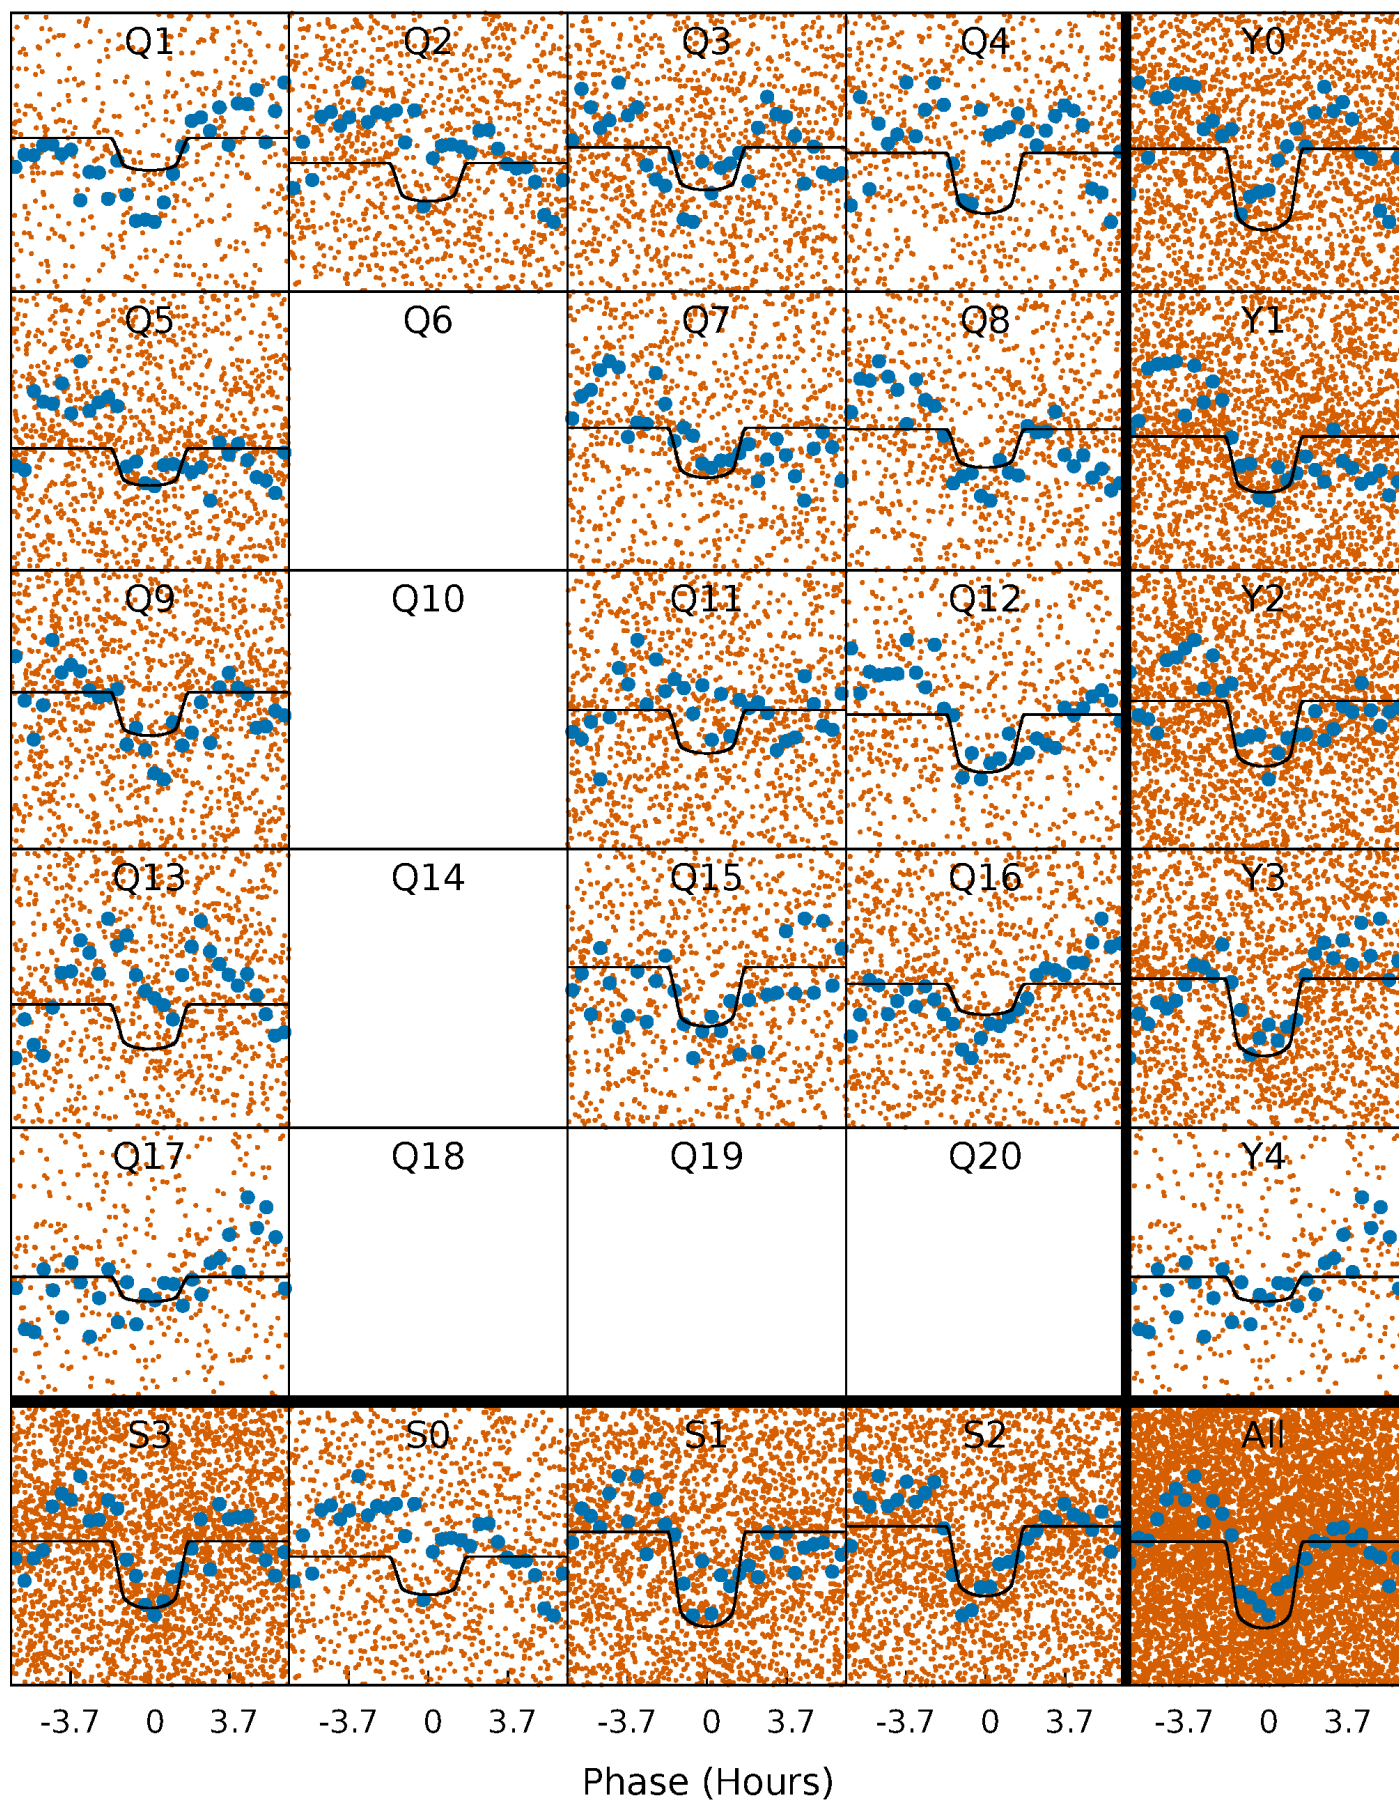 Q1 Q2 Q3 Q4 Y0
Q5 Q6 Q7 Q8 Y1
Q9 Q10 Q11 Q12 Y2
Q13 Q14 Q15 Q16 Y3
Q17 Q18 Q19 Q20 Y4
S3 S0 S1 S2 All
-3.7 0 3.7 -3.7 0 3.7 -3.7 0 3.7 -3.7 0 3.7 -3.7 0 3.7
Phase (Hours)